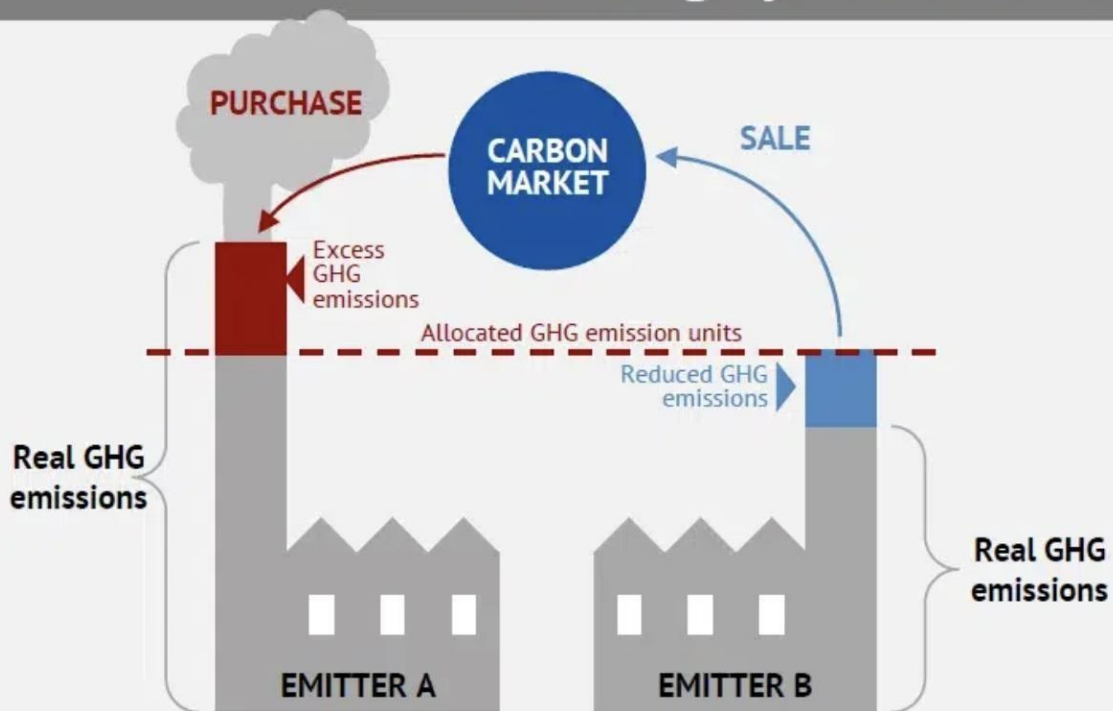 PURCHASE
CARBON
MARKET
SALE
Excess
GHG
emissions
Allocated GHG emission units
Reduced GHG
emissions
Real GHG
emissions
Real GHG
emissions
EMITTER A
EMITTER B